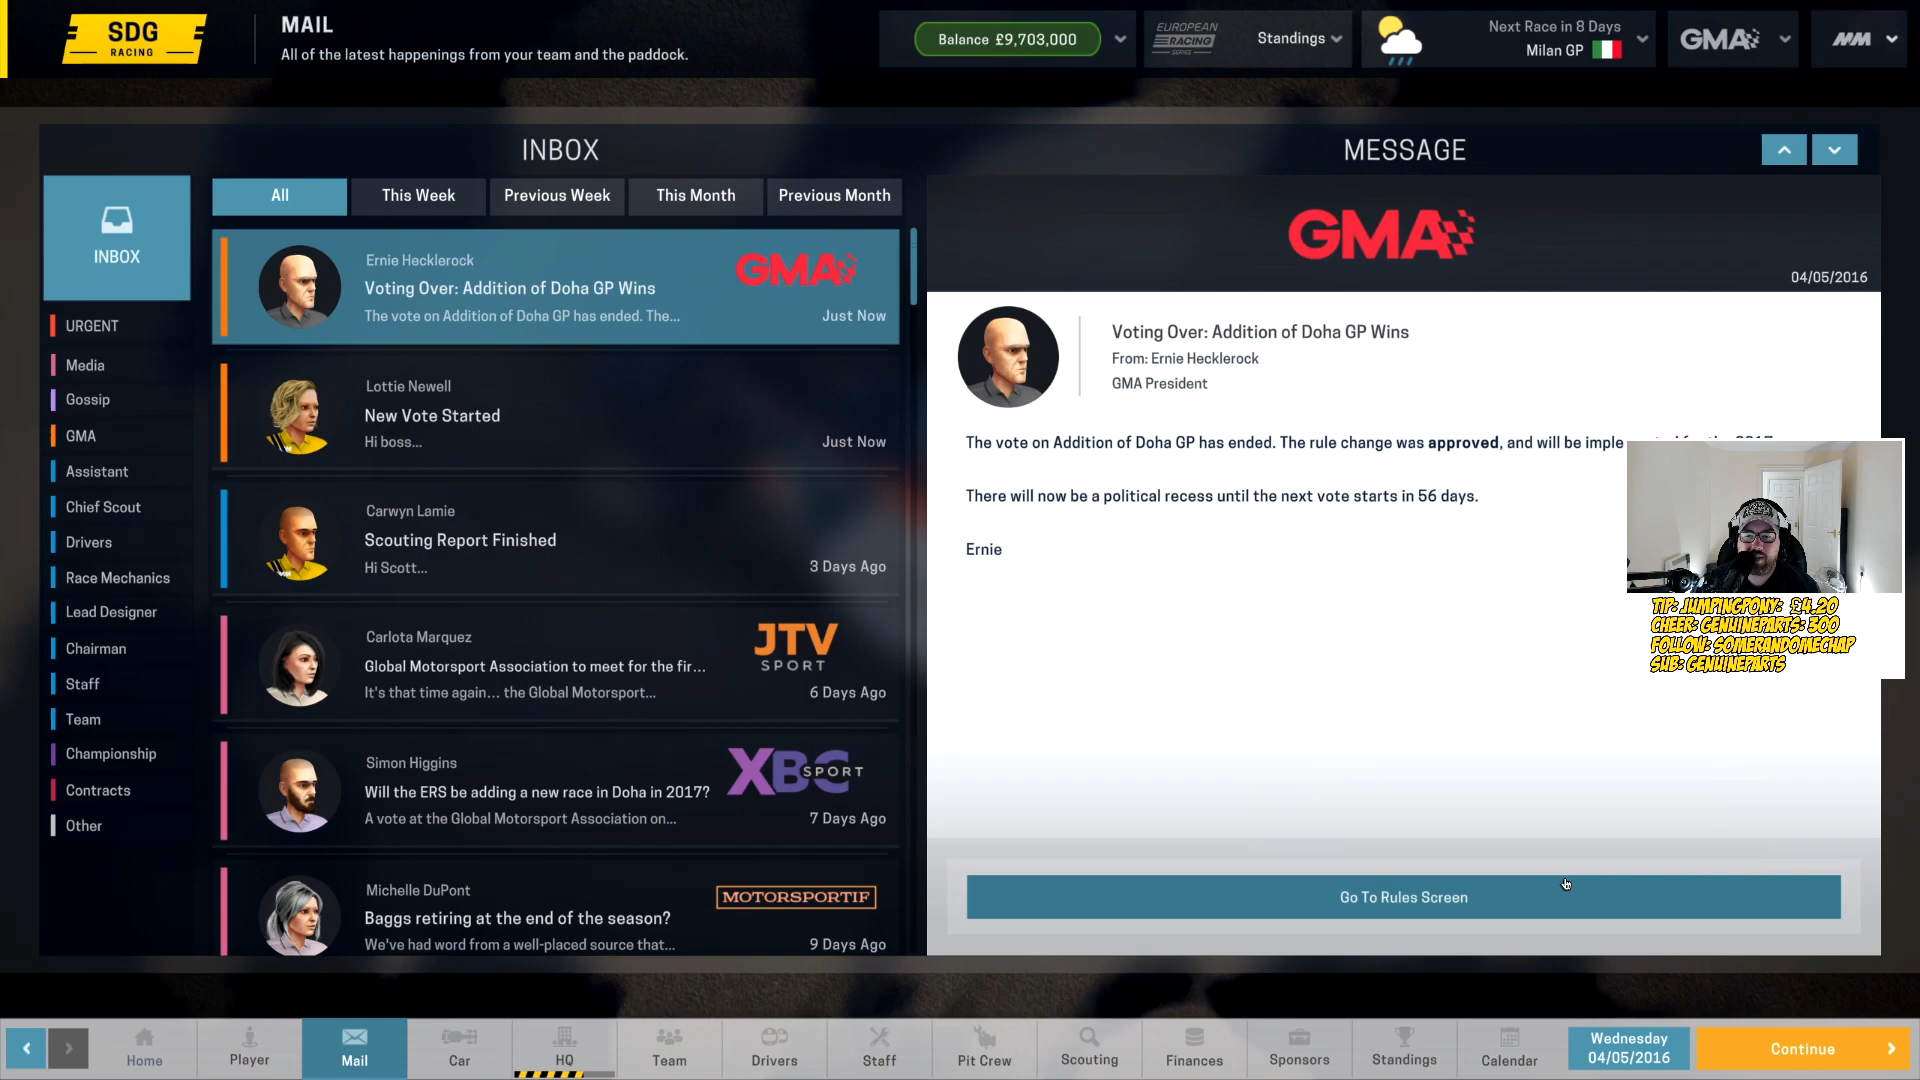 SDG
RACING
MAIL
All of the latest happenings from your team and the paddock.
Balance £9,703,000
EUROPEAN
RACING
SERIES
Standings
Next Race in 8 Days
Milan GP
GMA
MM
INBOX
MESSAGE
INBOX
All
This Week
Previous Week
This Month
Previous Month
URGENT
Media
Gossip
GMA
Assistant
Chief Scout
Drivers
Race Mechanics
Lead Designer
Chairman
Staff
Team
Championship
Contracts
Other
Ernie Hecklerock
Voting Over: Addition of Doha GP Wins
The vote on Addition of Doha GP has ended. The...
GMA
Just Now
Lottie Newell
New Vote Started
Hi boss...
Just Now
Carwyn Lamie
Scouting Report Finished
Hi Scott...
3 Days Ago
Carlota Marquez
Global Motorsport Association to meet for the fir...
It's that time again... the Global Motorsport...
JTV
SPORT
6 Days Ago
Simon Higgins
Will the ERS be adding a new race in Doha in 2017?
A vote at the Global Motorsport Association on...
XBC
SPORT
7 Days Ago
Michelle DuPont
Baggs retiring at the end of the season?
We've had word from a well-placed source that...
MOTORSPORTIF
9 Days Ago
GMA
04/05/2016
Voting Over: Addition of Doha GP Wins
From: Ernie Hecklerock
GMA President
The vote on Addition of Doha GP has ended. The rule change was approved, and will be imple
There will now be a political recess until the next vote starts in 56 days.
Ernie
TIP: JUMPINGPONY: £4.20
CHEER: GENUINEPARTS: 300
FOLLOW: SOMERANDOMECHAP
SUB: GENUINEPARTS
Go To Rules Screen
Home
Player
Mail
Car
HQ
Team
Drivers
Staff
Pit Crew
Scouting
Finances
Sponsors
Standings
Calendar
Wednesday
04/05/2016
Continue